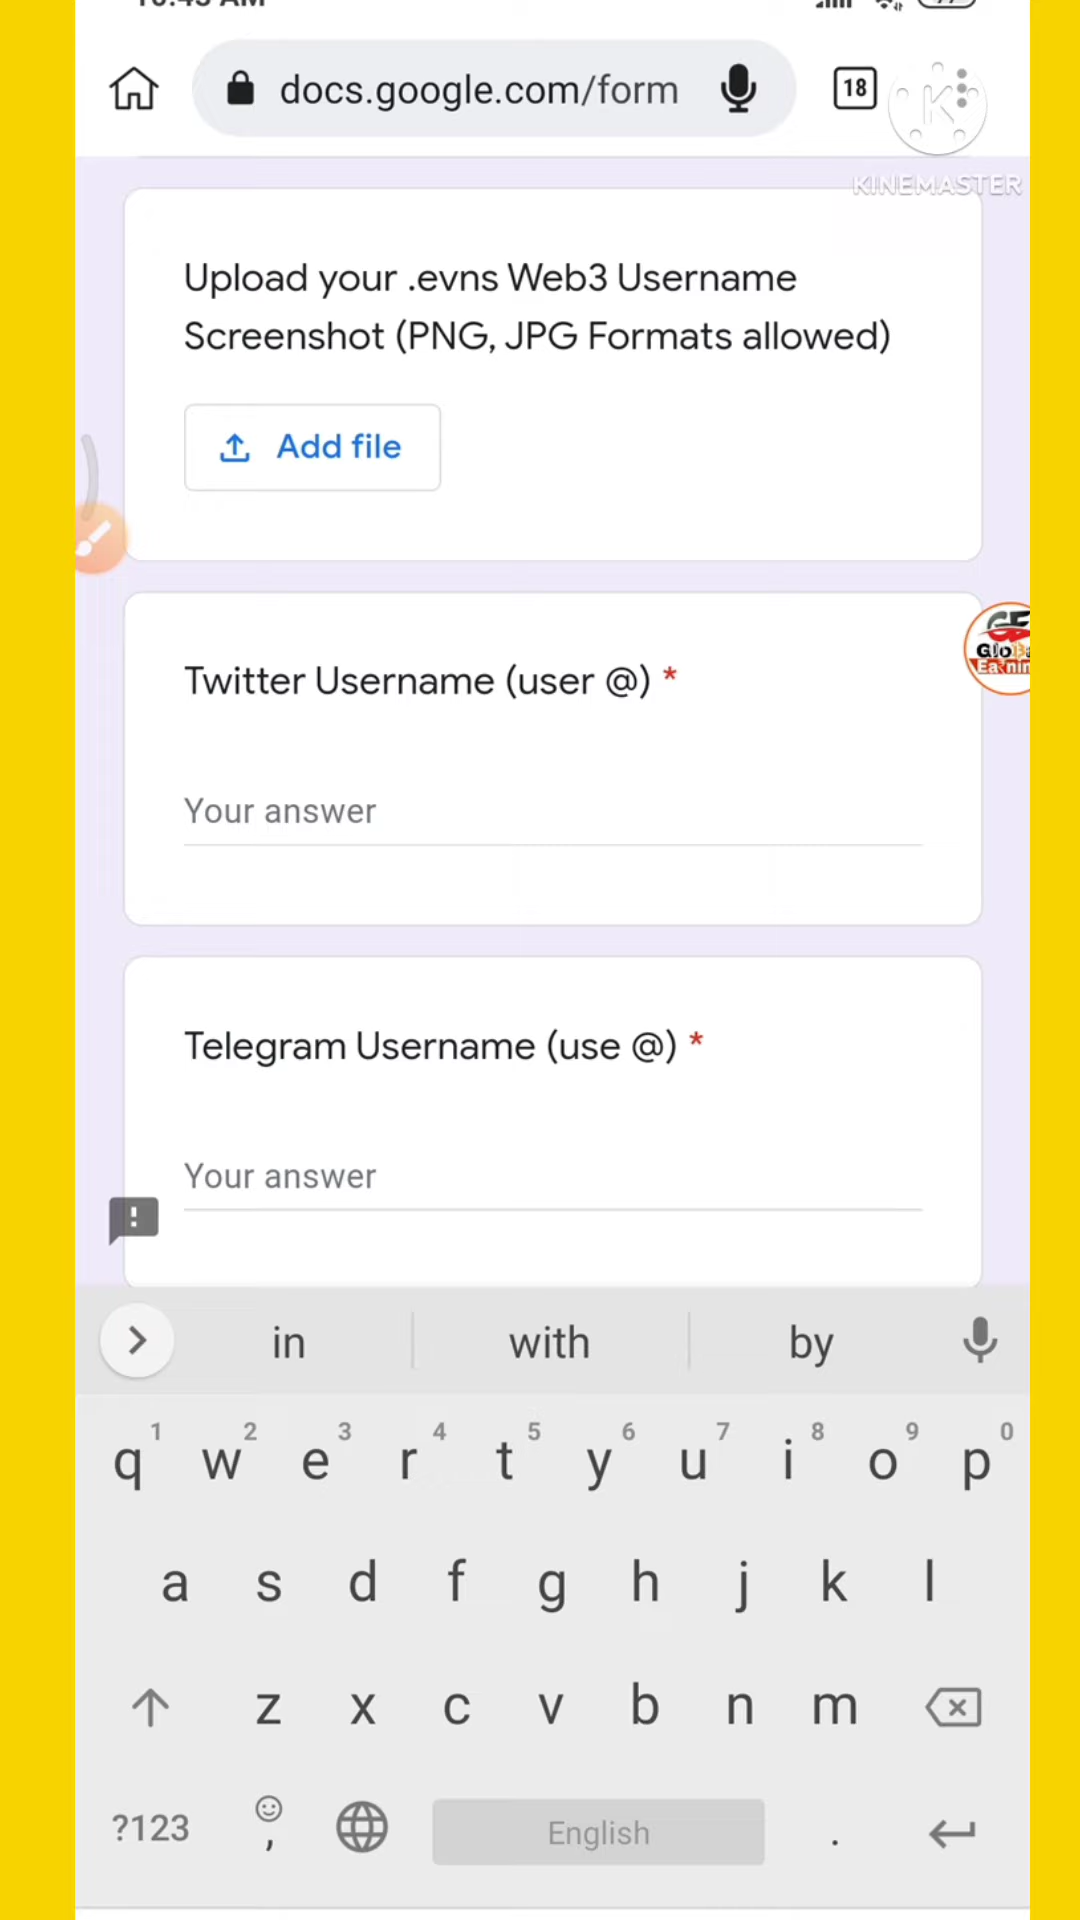 docs.google.com/form
18
K
KINEMASTER
Upload your .evns Web3 Username
Screenshot (PNG, JPG Formats allowed)
Add file
Twitter Username (user @) *
Your answer
Telegram Username (use @) *
Your answer
in with by
1 2 3 4 5 6 7 8 9 0
q w e r t y u i o p
a s d f g h j k l
z x c v b n m
?123 , English .